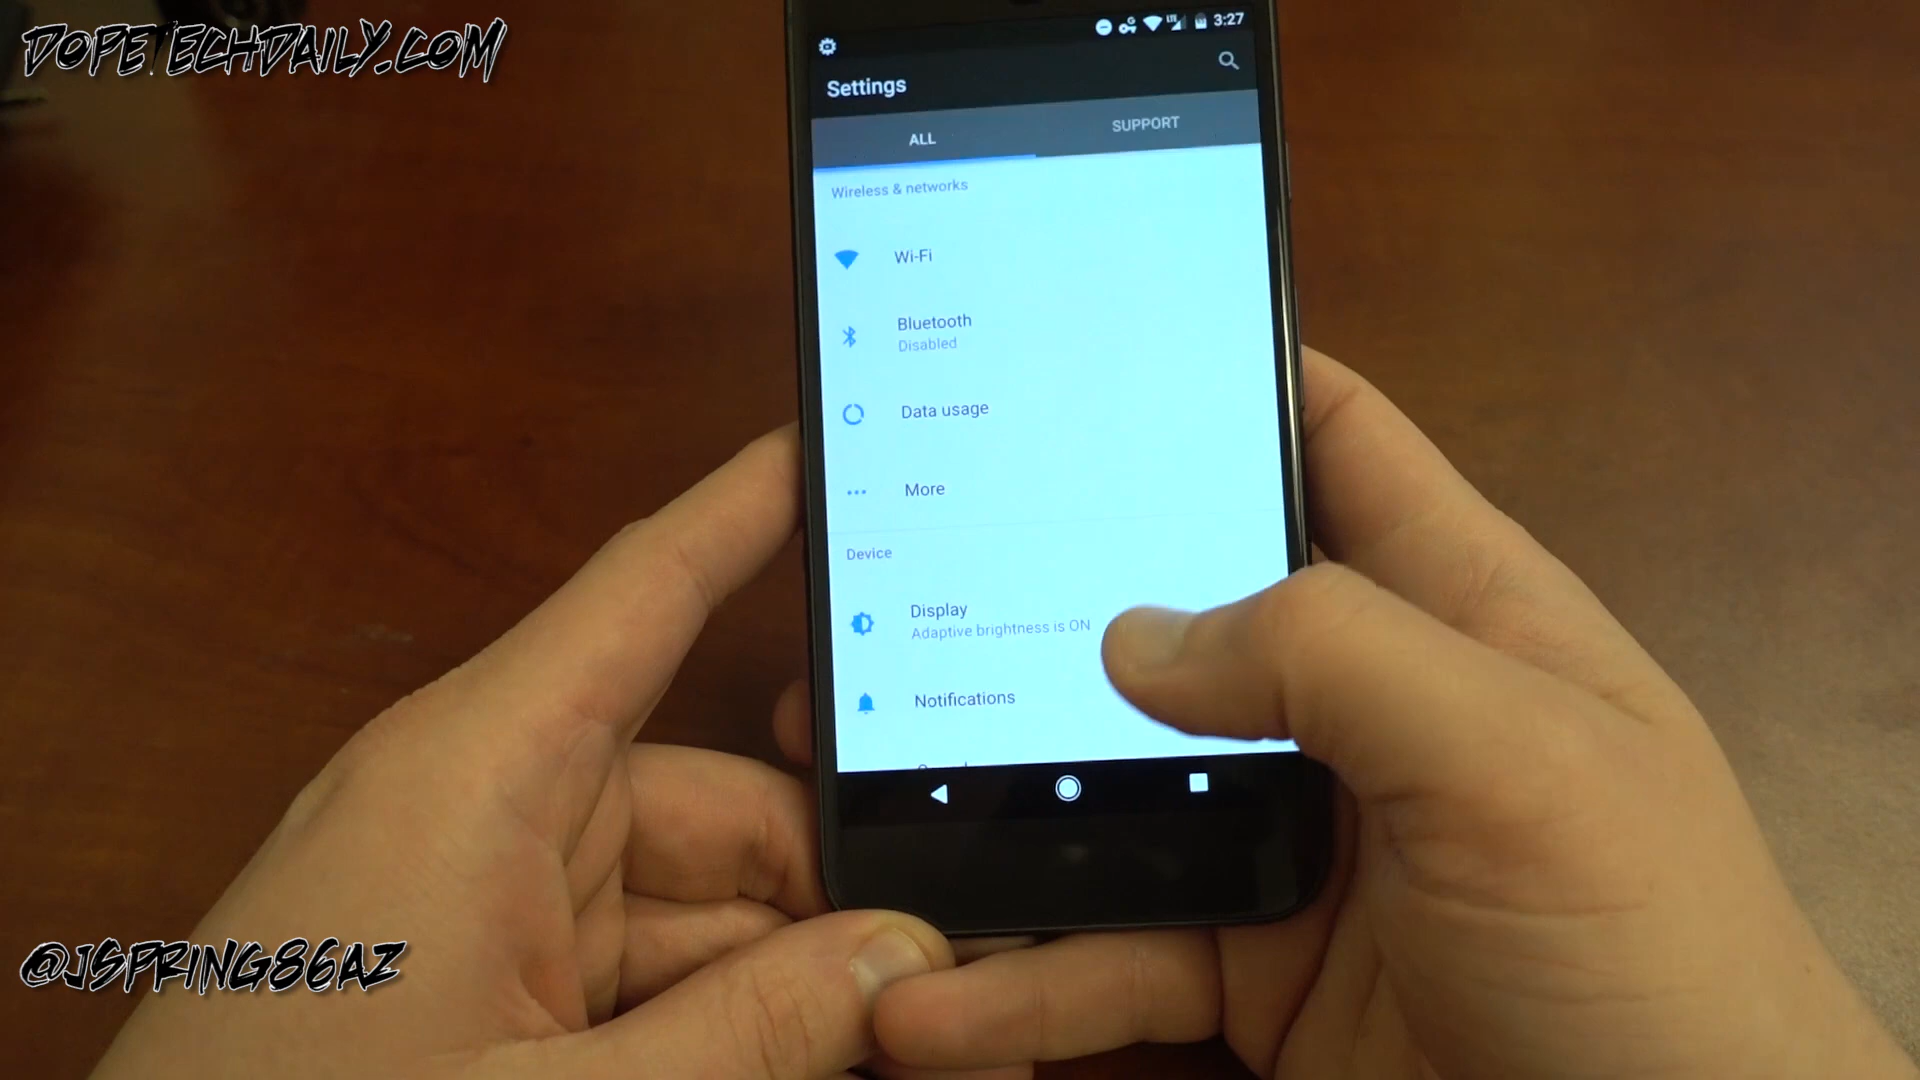 DOPETECHDAILY.COM
LTE 3:27
Settings
ALL SUPPORT
Wireless & networks
Wi-Fi
Bluetooth
Disabled
Data usage
More
Device
Display
Adaptive brightness is ON
Notifications
@JSPRING86AZ